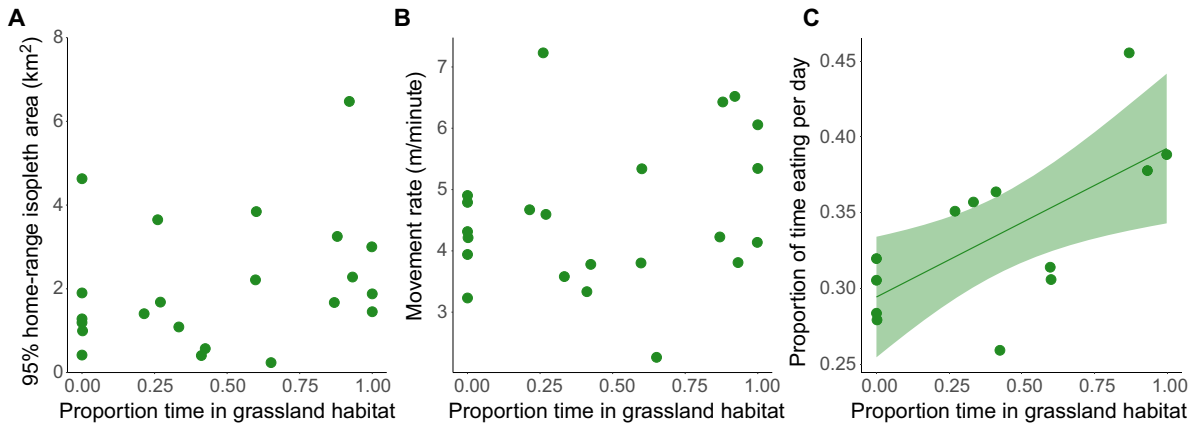 A
95% home-range isopleth area (km²)
8
6
4
2
0
0.00 0.25 0.50 0.75 1.00
Proportion time in grassland habitat
B
Movement rate (m/minute)
7
6
5
4
3
0.00 0.25 0.50 0.75 1.00
Proportion time in grassland habitat
C
Proportion of time eating per day
0.45
0.40
0.35
0.30
0.25
0.00 0.25 0.50 0.75 1.00
Proportion time in grassland habitat